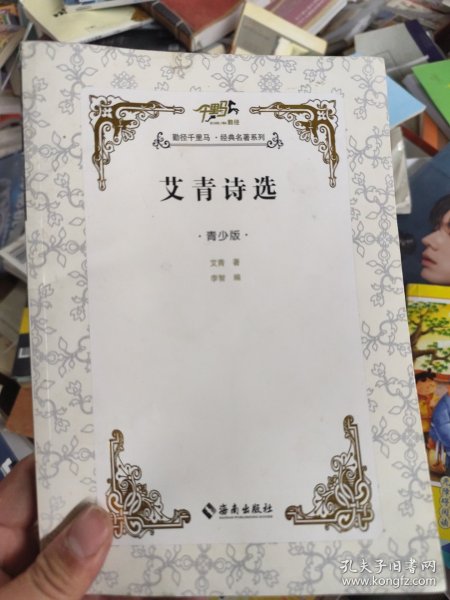 千里马
勤径
勤径千里马·经典名著系列
艾青诗选
·青少版·
艾青 著
李智 编
海南出版社
孔夫子旧书网
www.kongfz.com